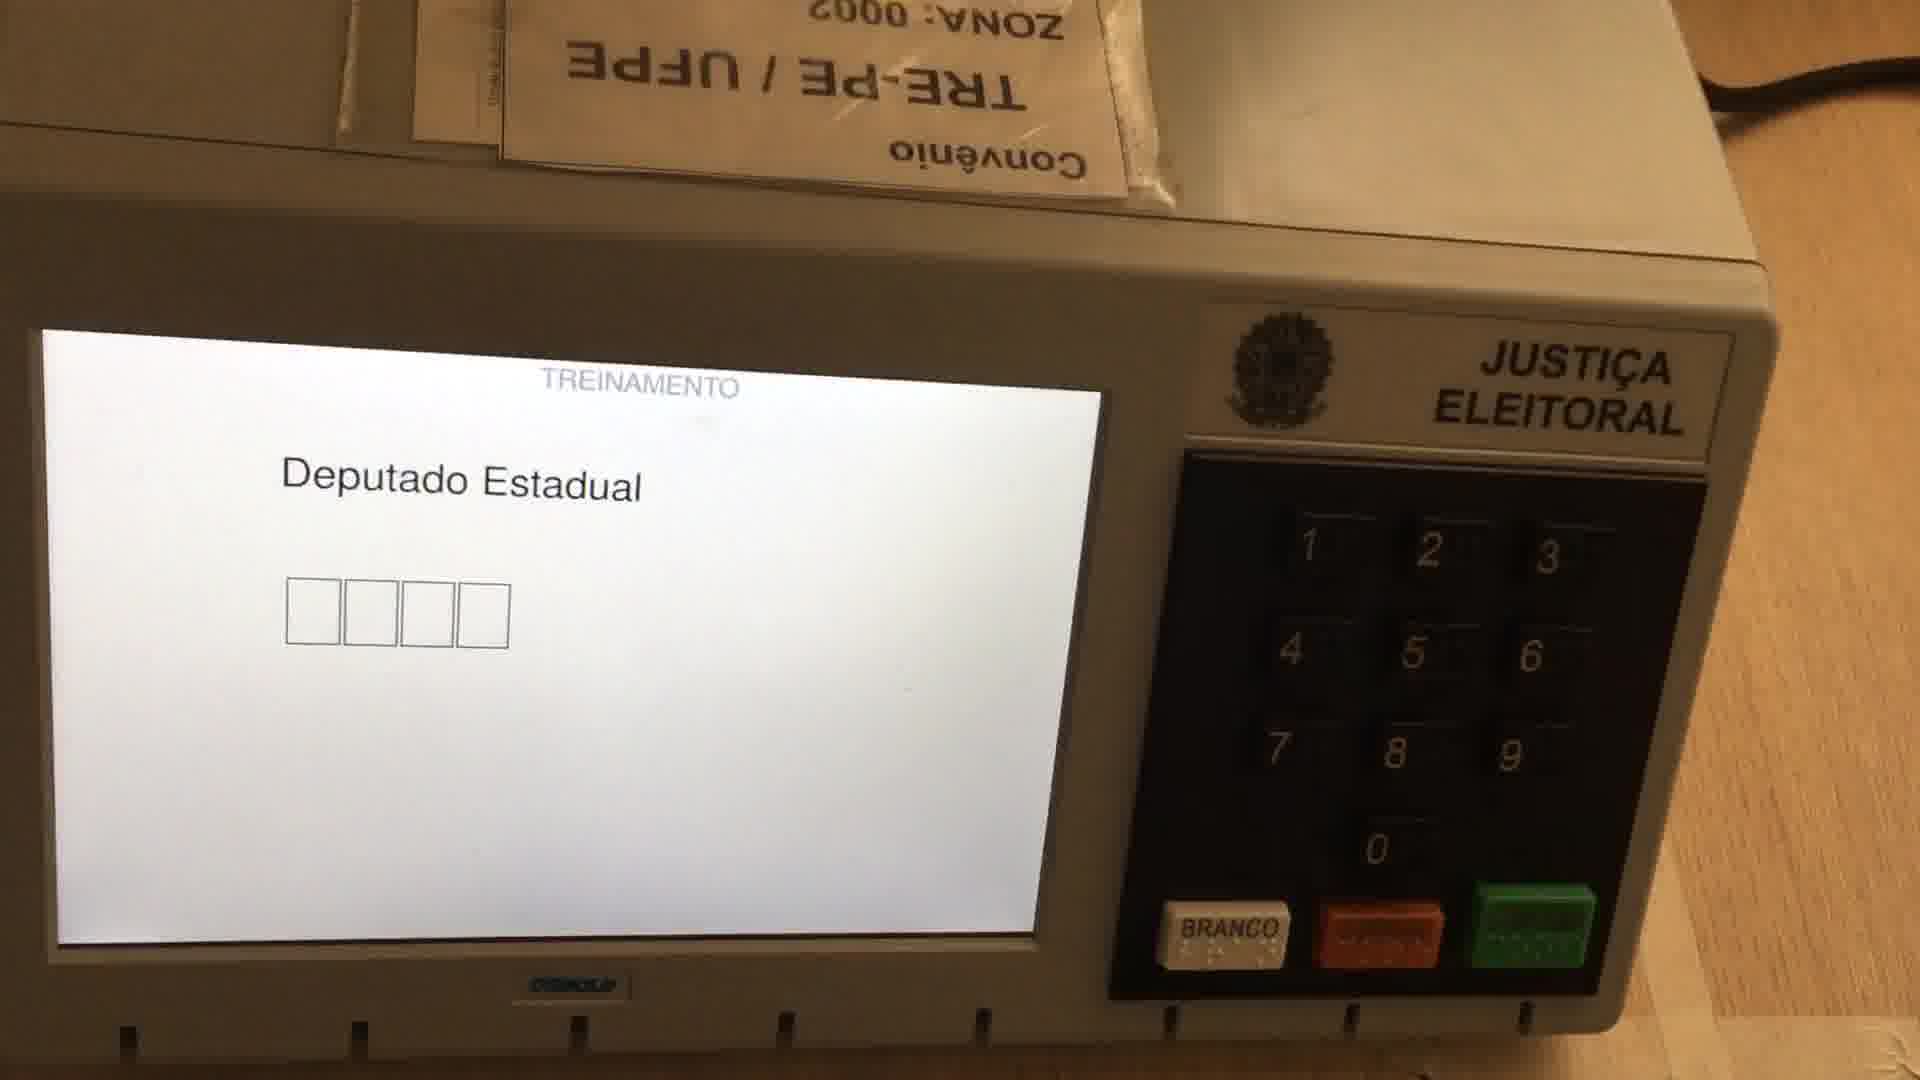 ZONA: 0002
TRE-PE / UFPE
Convênio
TREINAMENTO
Deputado Estadual
JUSTIÇA
ELEITORAL
1 2 3
4 5 6
7 8 9
0
BRANCO